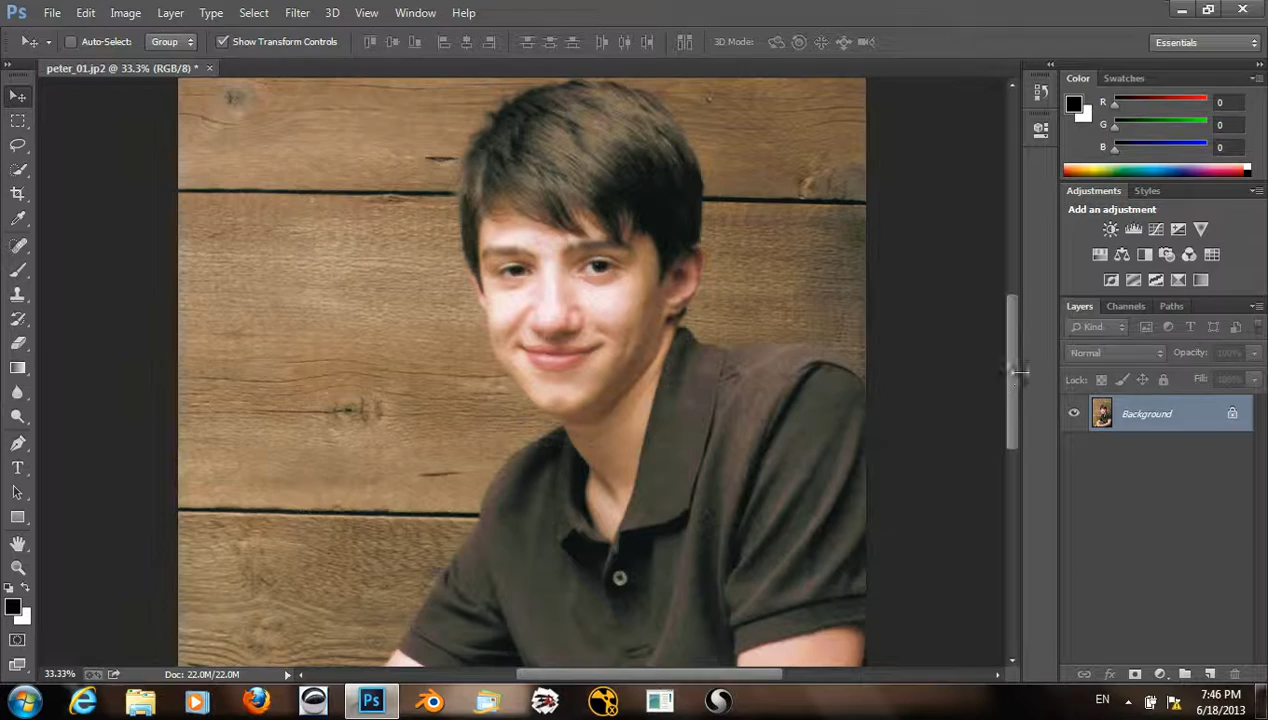 Ps File Edit Image Layer Type Select Filter 3D View Window Help
Auto-Select: Group Show Transform Controls 3D Mode: Essentials
peter_01.jp2 @ 33.3% (RGB/8) * ×
Color Swatches
R 0
G 0
B 0
Adjustments Styles
Add an adjustment
Layers Channels Paths
Kind
Normal Opacity: 100%
Lock: Fill: 100%
Background
33.33% Doc: 22.0M/22.0M
Ps EN 7:46 PM
6/18/2013